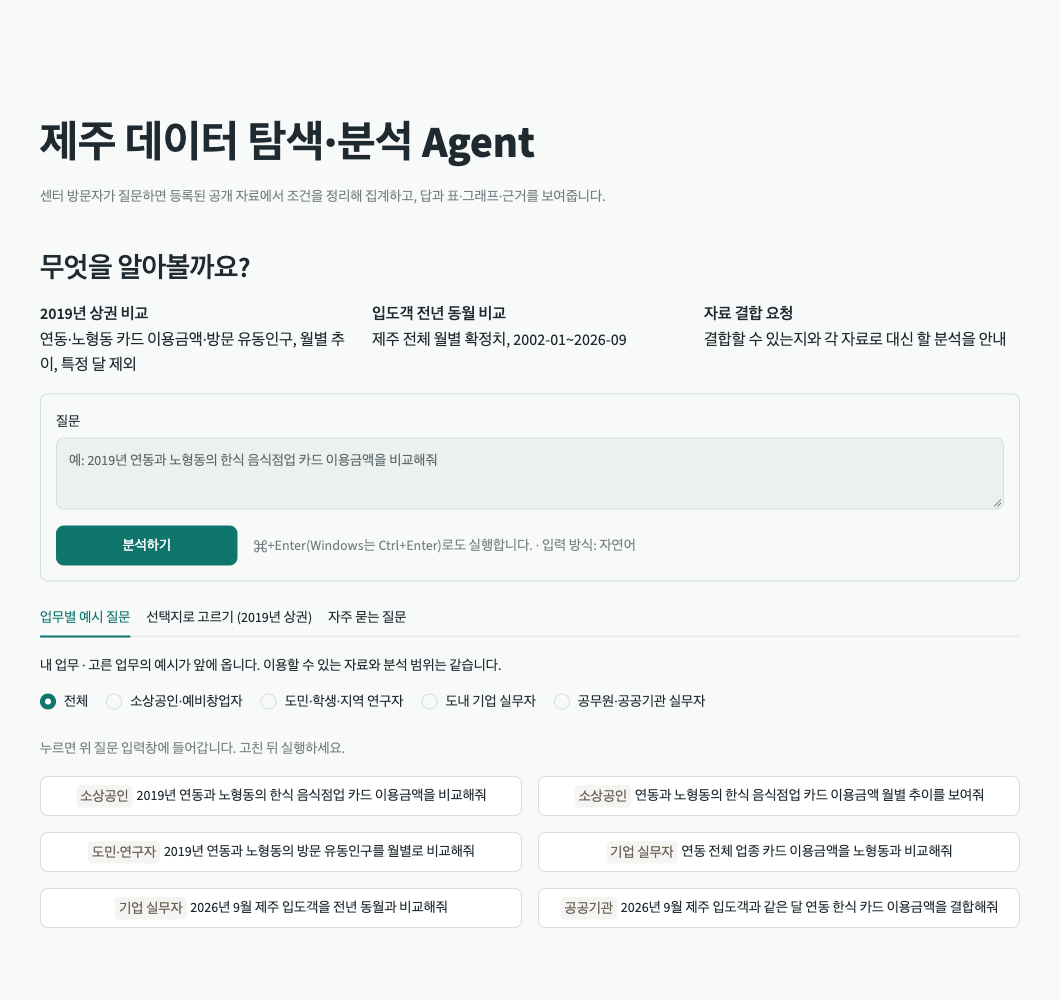 제주 데이터 탐색·분석 Agent
센터 방문자가 질문하면 등록된 공개 자료에서 조건을 정리해 집계하고, 답과 표·그래프·근거를 보여줍니다.
무엇을 알아볼까요?
2019년 상권 비교
연동·노형동 카드 이용금액·방문 유동인구, 월별 추
이, 특정 달 제외
입도객 전년 동월 비교
제주 전체 월별 확정치, 2002-01~2026-09
자료 결합 요청
결합할 수 있는지와 각 자료로 대신 할 분석을 안내
질문
예: 2019년 연동과 노형동의 한식 음식점업 카드 이용금액을 비교해줘
분석하기
⌘+Enter(Windows는 Ctrl+Enter)로도 실행합니다. · 입력 방식: 자연어
업무별 예시 질문
선택지로 고르기 (2019년 상권)
자주 묻는 질문
내 업무 · 고른 업무의 예시가 앞에 옵니다. 이용할 수 있는 자료와 분석 범위는 같습니다.
전체
소상공인·예비창업자
도민·학생·지역 연구자
도내 기업 실무자
공무원·공공기관 실무자
누르면 위 질문 입력창에 들어갑니다. 고친 뒤 실행하세요.
소상공인 2019년 연동과 노형동의 한식 음식점업 카드 이용금액을 비교해줘
소상공인 연동과 노형동의 한식 음식점업 카드 이용금액 월별 추이를 보여줘
도민·연구자 2019년 연동과 노형동의 방문 유동인구를 월별로 비교해줘
기업 실무자 연동 전체 업종 카드 이용금액을 노형동과 비교해줘
기업 실무자 2026년 9월 제주 입도객을 전년 동월과 비교해줘
공공기관 2026년 9월 제주 입도객과 같은 달 연동 한식 카드 이용금액을 결합해줘